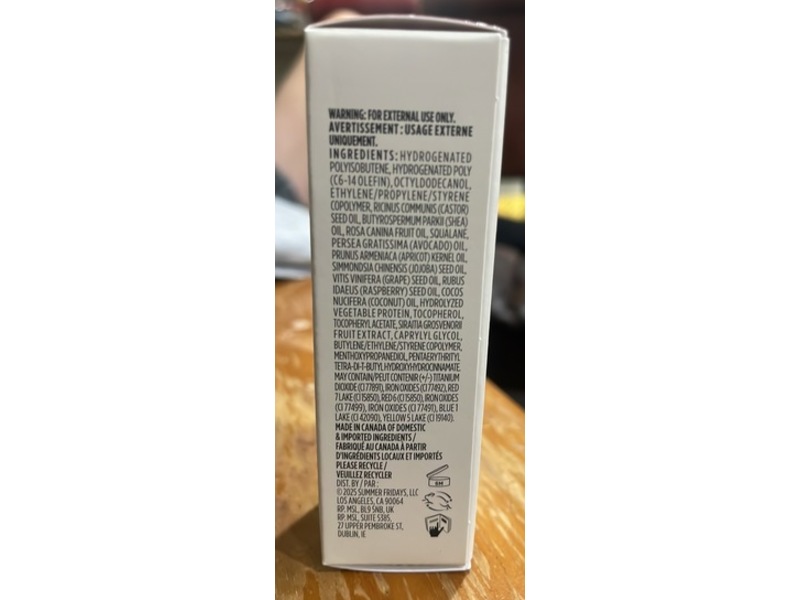 WARNING: FOR EXTERNAL USE ONLY.
AVERTISSEMENT : USAGE EXTERNE
UNIQUEMENT.
INGREDIENTS: HYDROGENATED
POLYISOBUTENE, HYDROGENATED POLY
(C6-14 OLEFIN), OCTYLDODECANOL,
ETHYLENE/PROPYLENE/STYRENE
COPOLYMER, RICINUS COMMUNIS (CASTOR)
SEED OIL, BUTYROSPERMUM PARKII (SHEA)
OIL, ROSA CANINA FRUIT OIL, SQUALANE,
PERSEA GRATISSIMA (AVOCADO) OIL,
PRUNUS ARMENIACA (APRICOT) KERNEL OIL,
SIMMONDSIA CHINENSIS (JOJOBA) SEED OIL,
VITIS VINIFERA (GRAPE) SEED OIL, RUBUS
IDAEUS (RASPBERRY) SEED OIL, COCOS
NUCIFERA (COCONUT) OIL, HYDROLYZED
VEGETABLE PROTEIN, TOCOPHEROL,
TOCOPHERYL ACETATE, SIRAITIA GROSVENORII
FRUIT EXTRACT, CAPRYLYL GLYCOL,
BUTYLENE/ETHYLENE/STYRENE COPOLYMER,
MENTHOXYPROPANEDIOL, PENTAERYTHRITYL
TETRA-DI-T-BUTYL HYDROXYHYDROCINNAMATE.
MAY CONTAIN/PEUT CONTENIR (+/-) TITANIUM
DIOXIDE (CI 77891), IRON OXIDES (CI 77492), RED
7 LAKE (CI 15850), RED 6 (CI 15850), IRON OXIDES
(CI 77499), IRON OXIDES (CI 77491), BLUE 1
LAKE (CI 42090), YELLOW 5 LAKE (CI 19140).
MADE IN CANADA OF DOMESTIC
& IMPORTED INGREDIENTS /
FABRIQUÉ AU CANADA À PARTIR
D'INGRÉDIENTS LOCAUX ET IMPORTÉS
PLEASE RECYCLE /
VEUILLEZ RECYCLER
DIST. BY / PAR :
© 2025 SUMMER FRIDAYS, LLC
LOS ANGELES, CA 90064
RP. MSL, BL9 5NB, UK
RP. MSL, SUITE 5385,
27 UPPER PEMBROKE ST,
DUBLIN, IE
6M